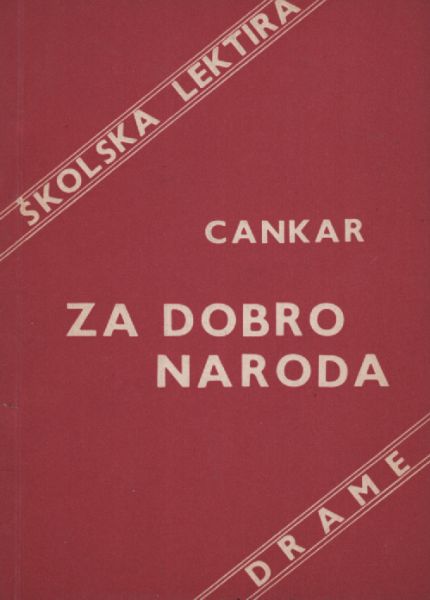 ŠKOLSKA LEKTIRA
CANKAR
ZA DOBRO
NARODA
DRAME